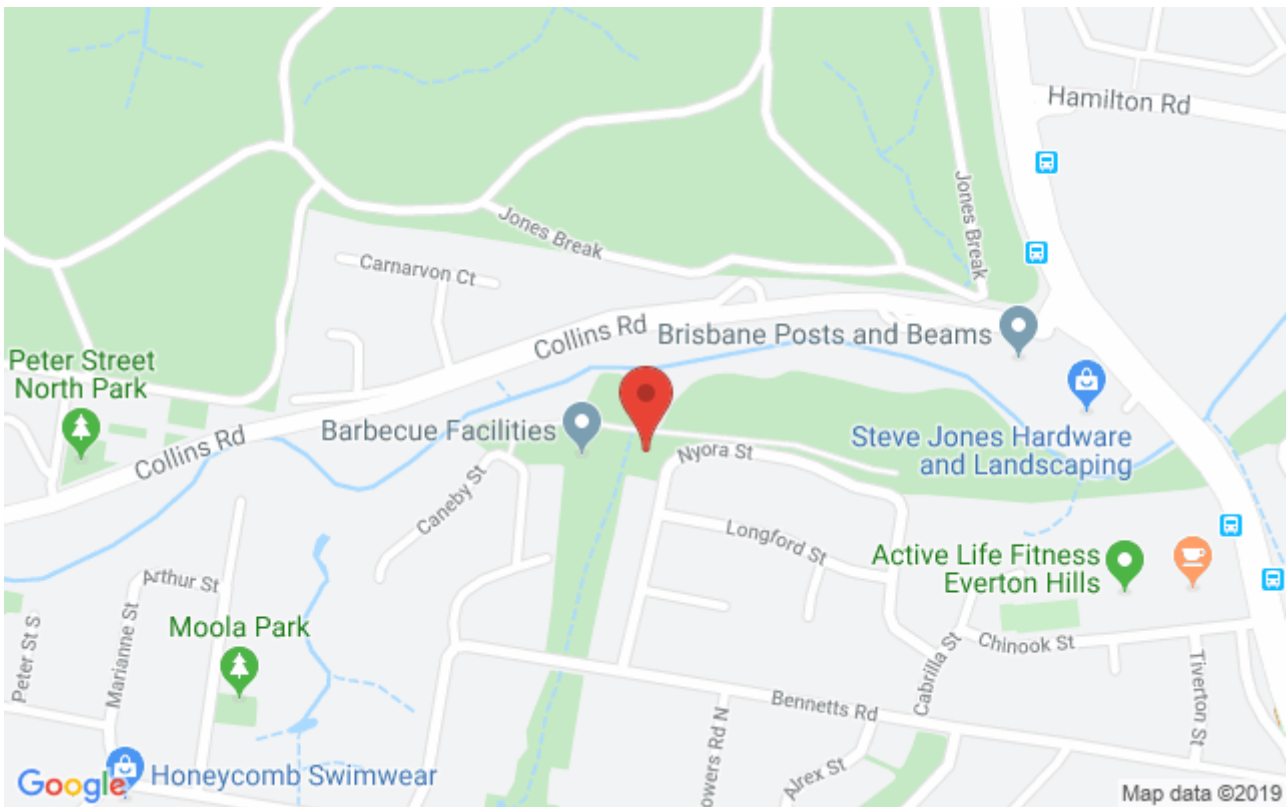 Hamilton Rd
Jones Break
Jones Break
Carnarvon Ct
Collins Rd
Brisbane Posts and Beams
Peter Street
North Park
Barbecue Facilities
Collins Rd
Steve Jones Hardware
and Landscaping
Nyora St
Caneby St
Longford St
Active Life Fitness
Everton Hills
Arthur St
Moola Park
Chinook St
Peter St S
Marianne St
Cabrilla St
Tiverton St
Bennetts Rd
owers Rd N
Alrex St
Honeycomb Swimwear
Google
Map data ©2019